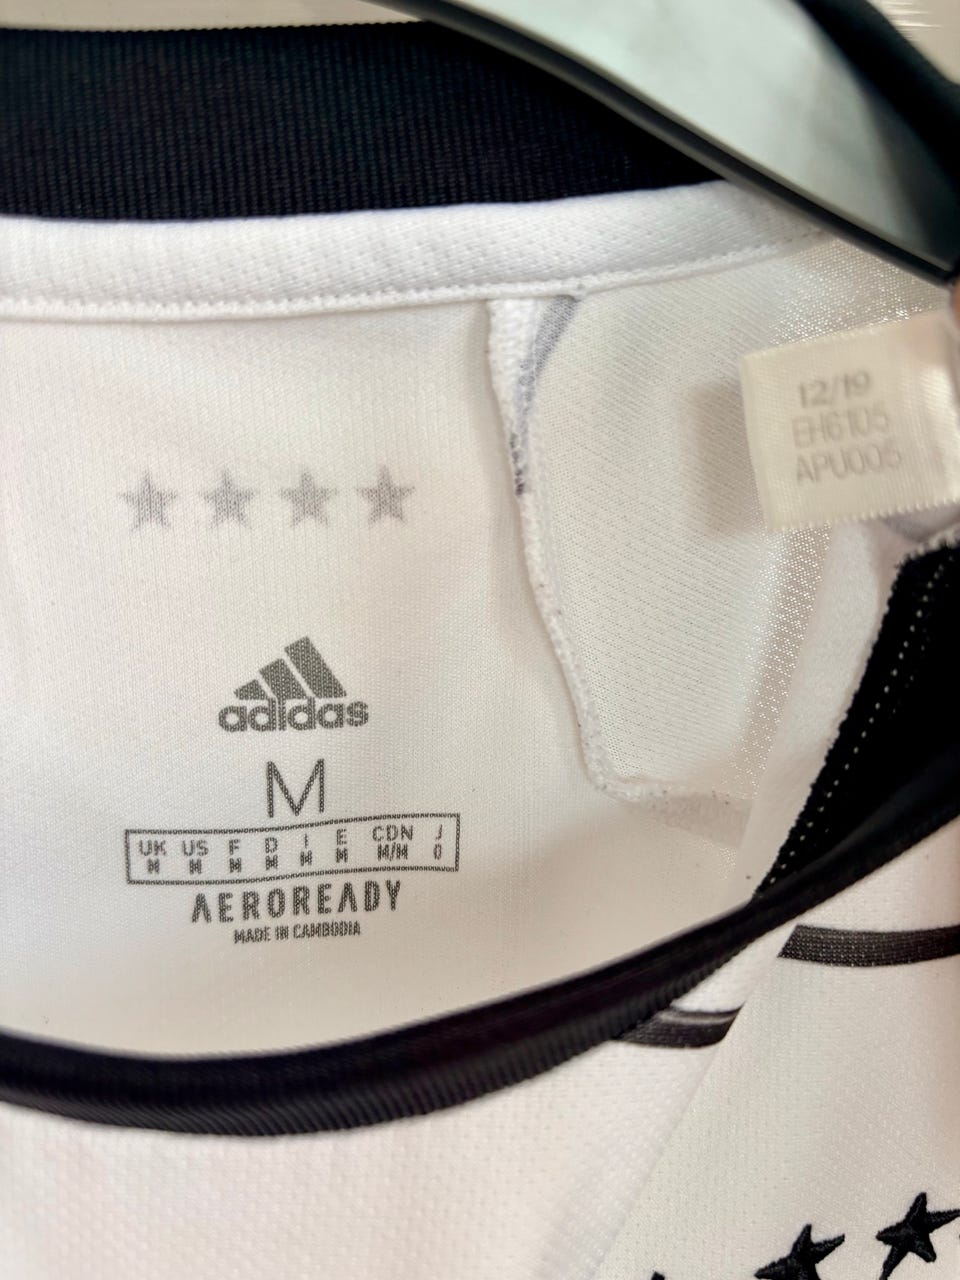 12/19
EH6105
APU005
adidas
M
UK US F D I E CDN J
M M M M M M M/M O
AEROREADY
MADE IN CAMBODIA